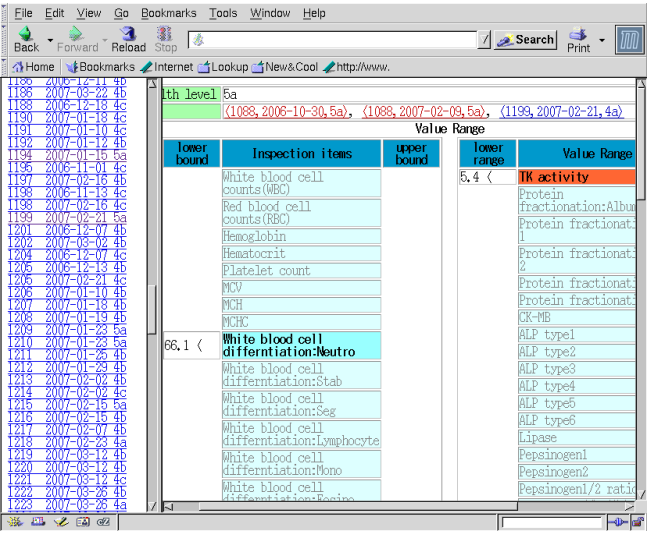 File Edit View Go Bookmarks Tools Window Help
Back Forward Reload Stop Search Print
Home Bookmarks Internet Lookup New&Cool http://www.
1186 2006-12-11 4b
1186 2007-03-22 4b
1188 2006-12-18 4c
1190 2007-01-18 4c
1191 2007-01-10 4c
1191 2007-01-12 4b
1194 2007-01-15 5a
1195 2006-11-01 4c
1197 2007-02-16 4b
1198 2006-11-13 4c
1198 2007-02-16 4c
1199 2007-02-21 5a
1201 2006-12-07 4b
1202 2007-03-02 4b
1204 2006-12-07 4c
1205 2006-12-13 4b
1205 2007-02-21 4c
1206 2007-01-10 4b
1207 2007-01-18 4b
1208 2007-01-19 4b
1209 2007-01-23 5a
1210 2007-01-23 5a
1211 2007-01-25 4b
1212 2007-01-29 4b
1213 2007-02-02 4b
1214 2007-02-02 4c
1215 2007-02-15 5a
1216 2007-02-15 4b
1217 2007-02-07 4b
1218 2007-02-23 4a
1219 2007-03-12 4b
1220 2007-03-12 4b
1221 2007-03-12 4c
1222 2007-03-26 4b
1223 2007-03-26 4a
lth level 5a
(1088,2006-10-30,5a), (1088,2007-02-09,5a), (1199,2007-02-21,4a)
Value Range
lower bound Inspection items upper bound
White blood cell
counts(WBC)
Red blood cell
counts(RBC)
Hemoglobin
Hematocrit
Platelet count
MCV
MCH
MCHC
66.1 < White blood cell
differntiation:Neutro
White blood cell
differntiation:Stab
White blood cell
differntiation:Seg
White blood cell
differntiation:Lymphocyte
White blood cell
differntiation:Mono
White blood cell
differntiation:Eosino
lower range Value Range
5.4 < TK activity
Protein
fractionation:Albu
Protein fractionati
1
Protein fractionati
2
Protein fractionati
Protein fractionati
CK-MB
ALP type1
ALP type2
ALP type3
ALP type4
ALP type5
ALP type6
Lipase
Pepsinogen1
Pepsinogen2
Pepsinogen1/2 ratio